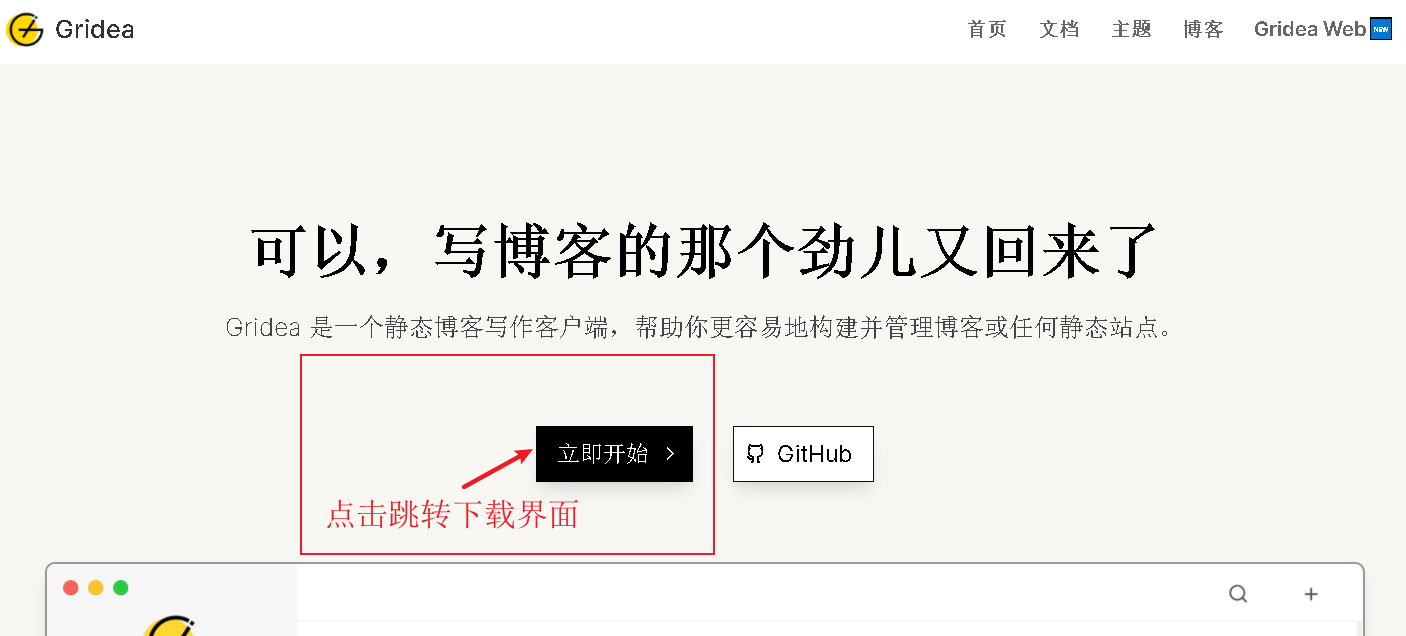 Gridea
首页 文档 主题 博客 Gridea Web NEW
可以，写博客的那个劲儿又回来了
Gridea 是一个静态博客写作客户端，帮助你更容易地构建并管理博客或任何静态站点。
立即开始
GitHub
点击跳转下载界面